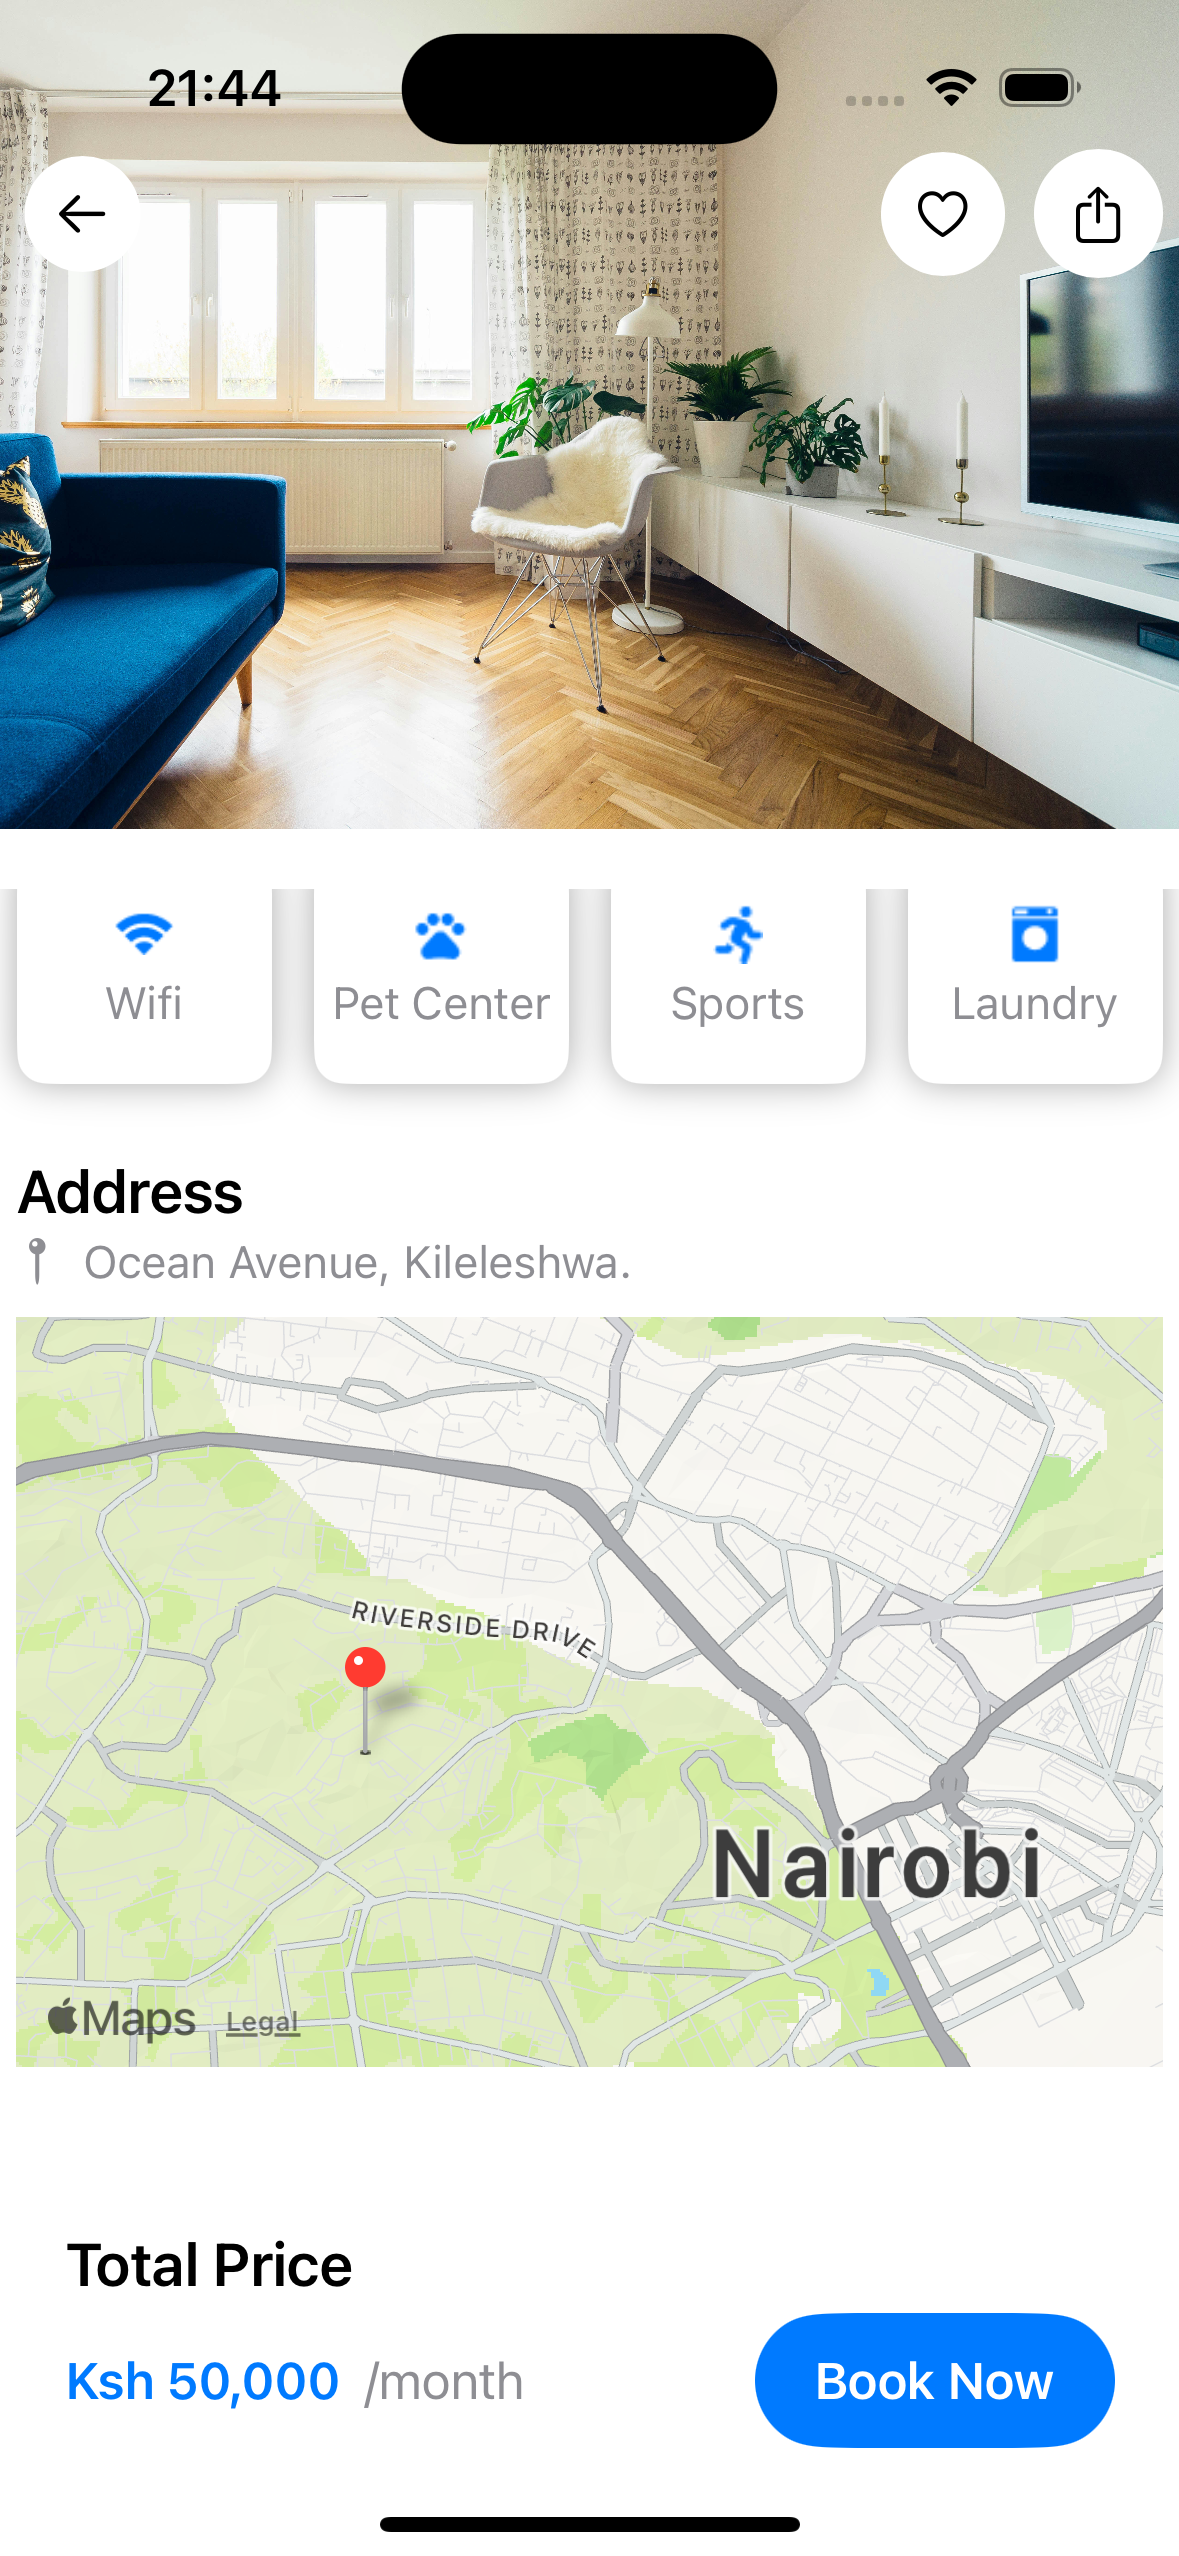 21:44
Wifi
Pet Center
Sports
Laundry
Address
Ocean Avenue, Kileleshwa.
RIVERSIDE DRIVE
Nairobi
Maps Legal
Total Price
Ksh 50,000 /month
Book Now